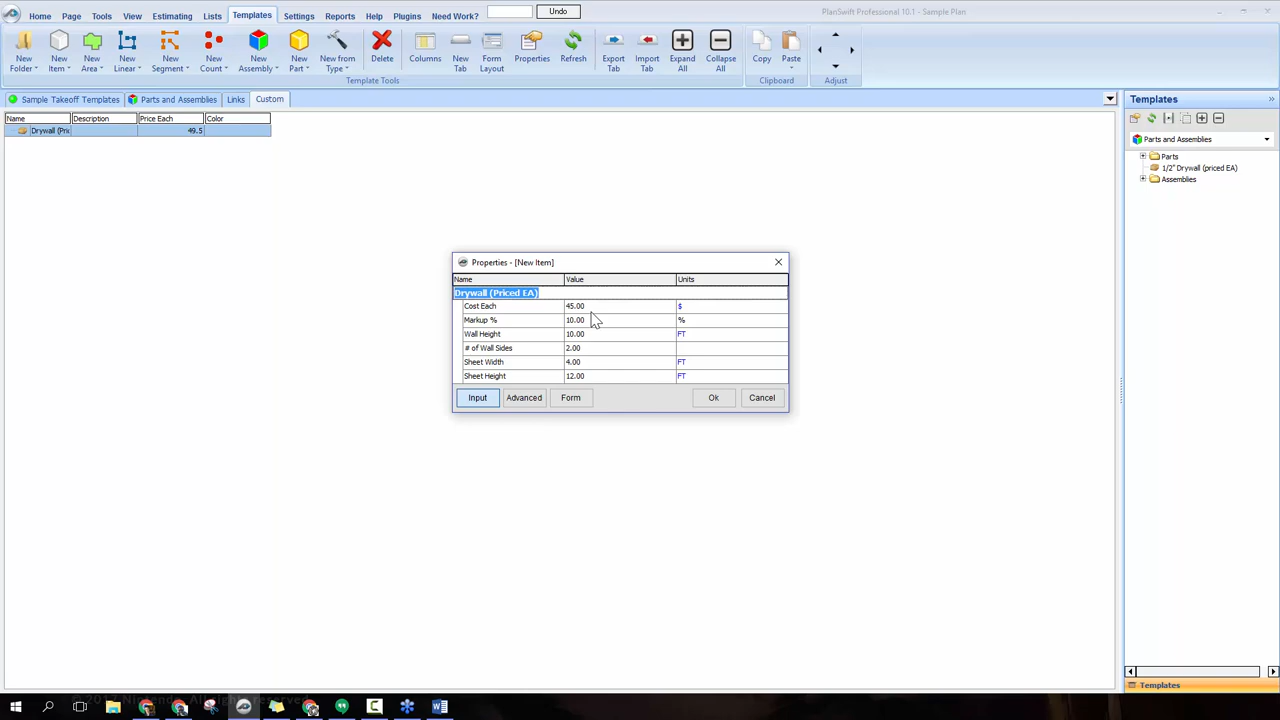 Home Page Tools View Estimating Lists Templates Settings Reports Help Plugins Need Work? Undo PlanSwift Professional 10.1 - Sample Plan
New Folder New Item New Area New Linear New Segment New Count New Assembly New Part New from Type Delete Columns New Tab Form Layout Properties Refresh Export Tab Import Tab Expand All Collapse All Copy Paste
Template Tools Clipboard Adjust
Sample Takeoff Templates Parts and Assemblies Links Custom Templates
Name Description Price Each Color
Drywall (Pric 49.5
Parts and Assemblies
Parts
1/2" Drywall (priced EA)
Assemblies
Properties - [New Item]
Name Value Units
Drywall (Priced EA)
Cost Each 45.00 $
Markup % 10.00 %
Wall Height 10.00 FT
# of Wall Sides 2.00
Sheet Width 4.00 FT
Sheet Height 12.00 FT
Input Advanced Form Ok Cancel
Templates